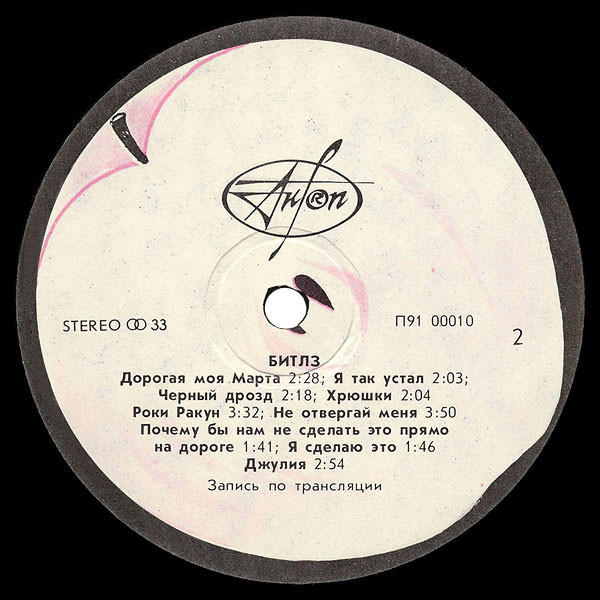 АнТроп
STEREO ꝎO 33
П91 00010
2
БИТЛЗ
Дорогая моя Марта 2:28; Я так устал 2:03;
Черный дрозд 2:18; Хрюшки 2:04
Роки Ракун 3:32; Не отвергай меня 3:50
Почему бы нам не сделать это прямо
на дороге 1:41; Я сделаю это 1:46
Джулия 2:54
Запись по трансляции